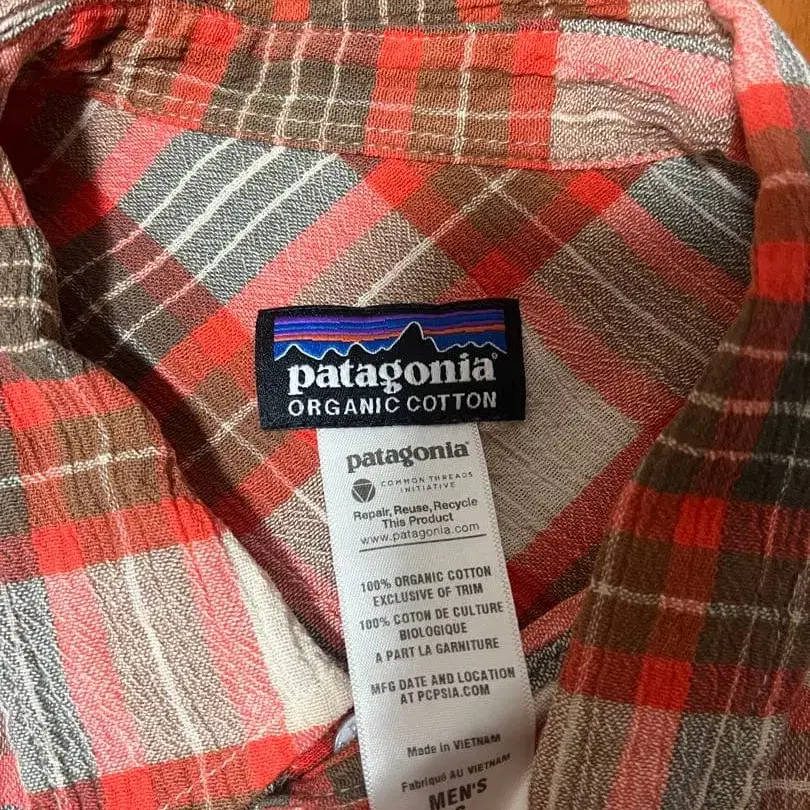 patagonia®
ORGANIC COTTON
patagonia®
COMMON THREADS
INITIATIVE
Repair, Reuse, Recycle
This Product
www.patagonia.com
100% ORGANIC COTTON
EXCLUSIVE OF TRIM
100% COTON DE CULTURE
BIOLOGIQUE
A PART LA GARNITURE
MFG DATE AND LOCATION
AT PCPSIA.COM
Made in VIETNAM
Fabriqué AU VIETNAM
MEN'S